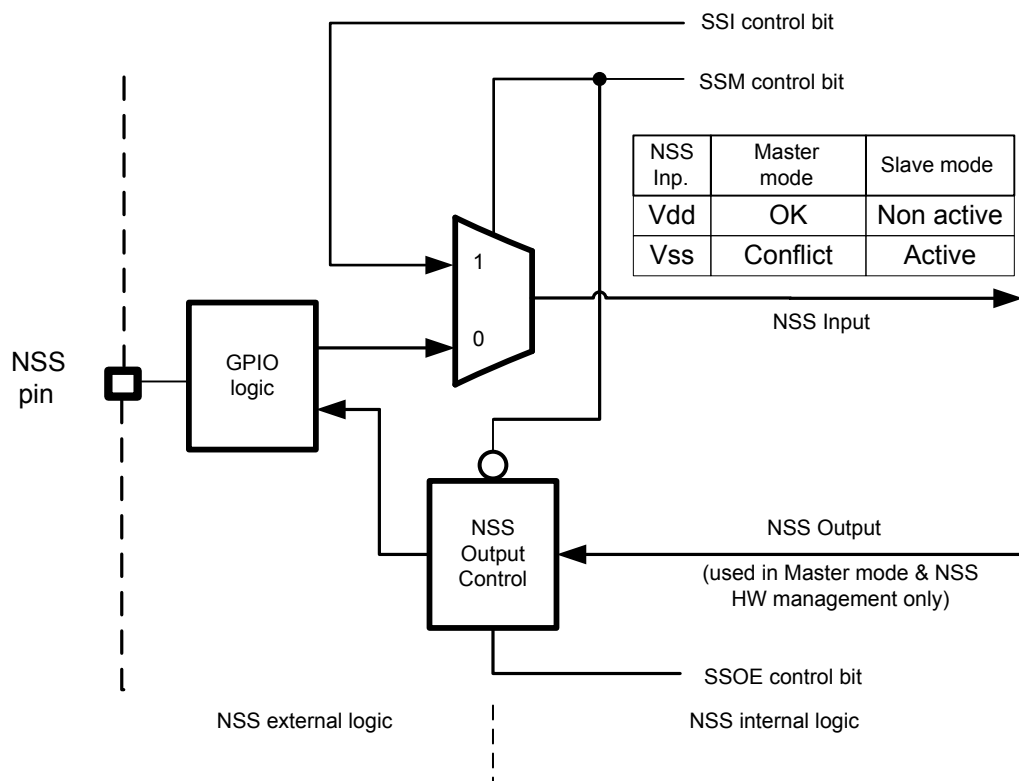 SSI control bit
SSM control bit
NSS Inp. Master mode Slave mode
Vdd OK Non active
Vss Conflict Active
1
NSS Input
0
GPIO
logic
NSS
pin
NSS
Output
Control
NSS Output
(used in Master mode & NSS
HW management only)
SSOE control bit
NSS external logic
NSS internal logic